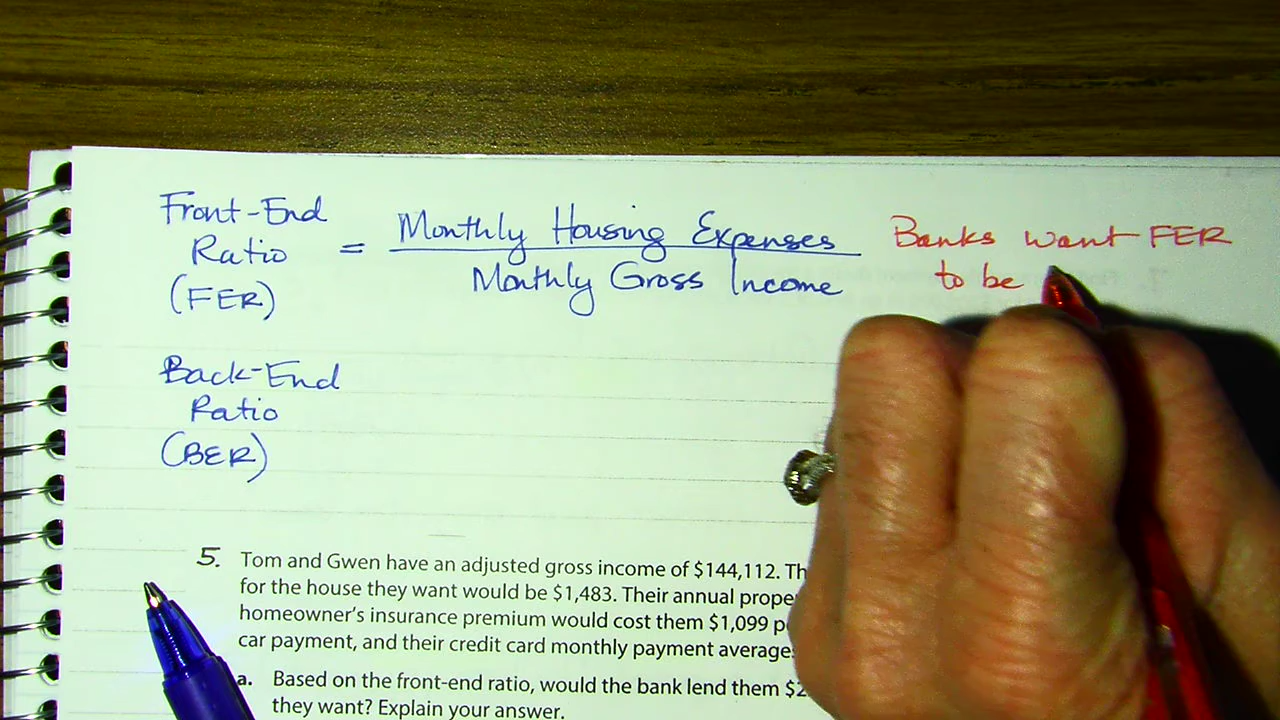 Front-End
Ratio
(FER)
=
Monthly Housing Expenses
Monthly Gross Income
Banks want FER
to be
Back-End
Ratio
(BER)
5. Tom and Gwen have an adjusted gross income of $144,112.
for the house they want would be $1,483. Their annual
homeowner's insurance premium would cost them $1,099
car payment, and their credit card monthly payment
a. Based on the front-end ratio, would the bank lend them
they want? Explain your answer.